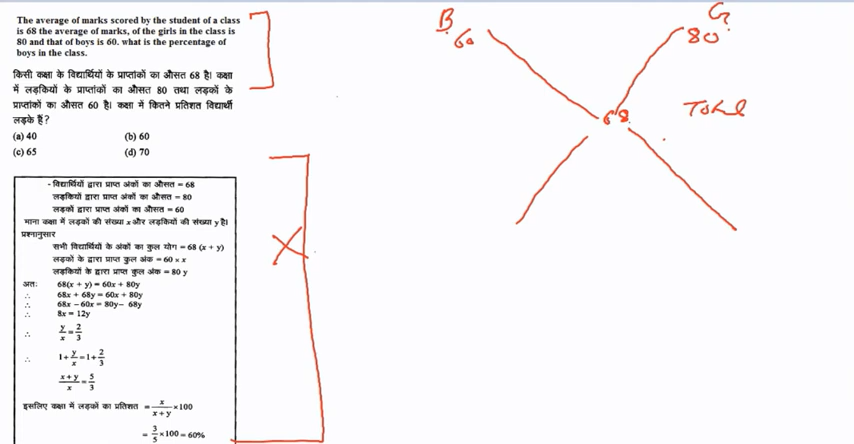 The average of marks scored by the student of a class
is 68 the average of marks, of the girls in the class is
80 and that of boys is 60. what is the percentage of
boys in the class.
किसी कक्षा के विद्यार्थियों के प्राप्तांकों का औसत 68 है। कक्षा
में लड़कियों के प्राप्तांकों का औसत 80 तथा लड़कों के
प्राप्तांकों का औसत 60 है। कक्षा में कितने प्रतिशत विद्यार्थी
लड़के हैं?
(a) 40 (b) 60
(c) 65 (d) 70
- विद्यार्थियों द्वारा प्राप्त अंकों का औसत = 68
लड़कियों द्वारा प्राप्त अंकों का औसत = 80
लड़कों द्वारा प्राप्त अंकों का औसत = 60
माना कक्षा में लड़कों की संख्या x और लड़कियों की संख्या y है।
प्रश्नानुसार
सभी विद्यार्थियों के अंकों का कुल योग = 68 (x + y)
लड़कों के द्वारा प्राप्त कुल अंक = 60 × x
लड़कियों के द्वारा प्राप्त कुल अंक = 80 y
अतः 68(x + y) = 60x + 80y
∴ 68x + 68y = 60x + 80y
∴ 68x – 60x = 80y – 68y
∴ 8x = 12y
∴ y/x = 2/3
∴ 1 + y/x = 1 + 2/3
x + y/x = 5/3
इसलिए कक्षा में लड़कों का प्रतिशत = x/x + y × 100
= 3/5 × 100 = 60%
B G
60 80
68 Total